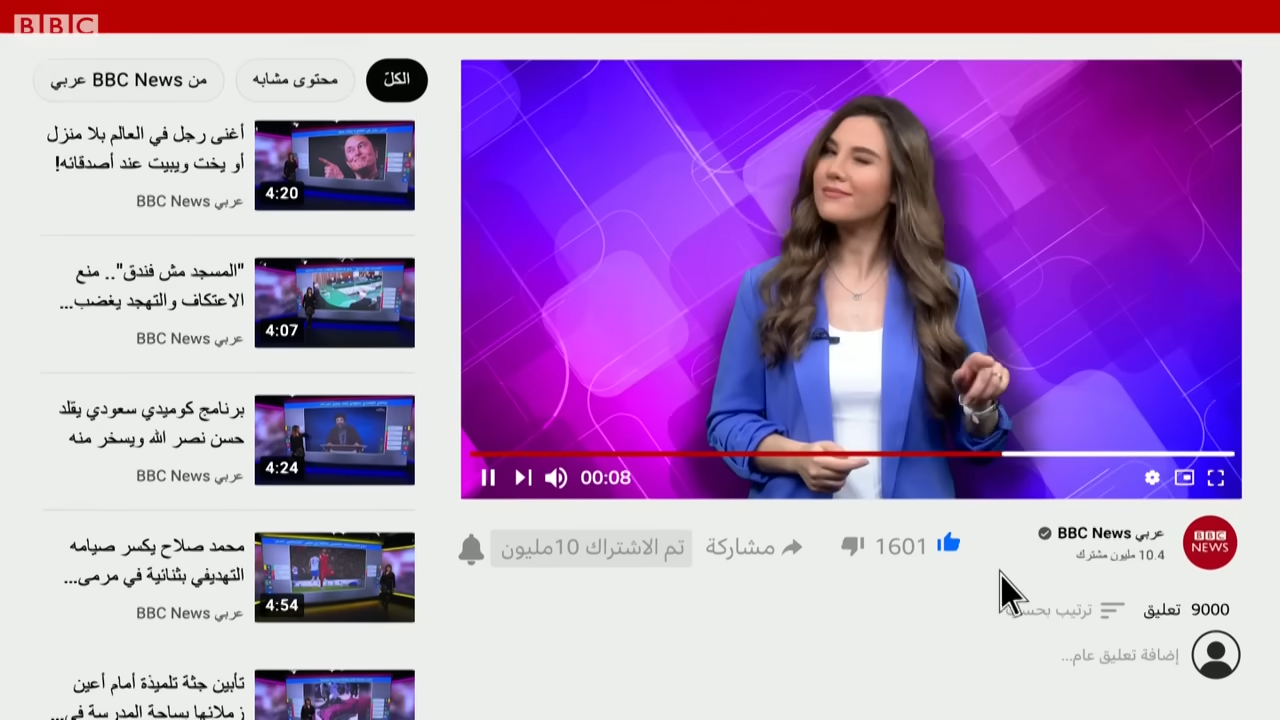 BBC
الكلّ
محتوى مشابه
من BBC News عربي
أغنى رجل في العالم بلا منزل
أو يخت ويبيت عند أصدقائه!
عربي BBC News
4:20
"المسجد مش فندق".. منع
الاعتكاف والتهجد يغضب...
عربي BBC News
4:07
برنامج كوميدي سعودي يقلد
حسن نصر الله ويسخر منه
عربي BBC News
4:24
محمد صلاح يكسر صيامه
التهديفي بثنائية في مرمى...
عربي BBC News
4:54
تأبين جثة تلميذة أمام أعين
زملائها بساحة المدرسة في...
00:08
BBC NEWS
عربي BBC News
10.4 مليون مشترك
1601
مشاركة
تم الاشتراك 10مليون
9000 تعليق
ترتيب
إضافة تعليق عام...